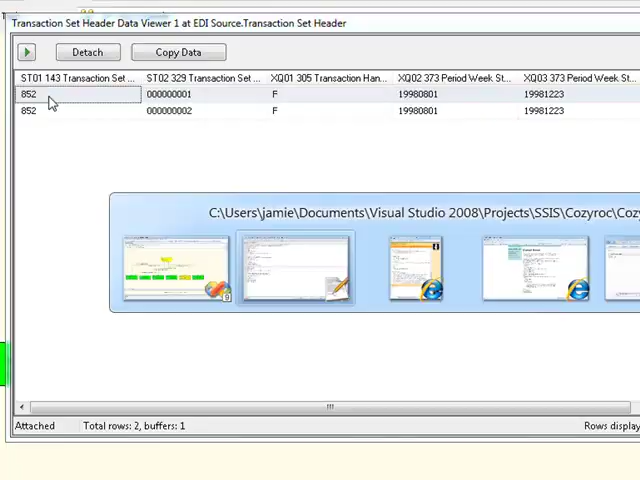 Transaction Set Header Data Viewer 1 at EDI Source.Transaction Set Header
Detach Copy Data
ST01 143 Transaction Set ... ST02 329 Transaction Set ... XQ01 305 Transaction Han... XQ02 373 Period Week St... XQ03 373 Period Week St...
852 000000001 F 19980801 19981223
852 000000002 F 19980801 19981223
C:\Users\jamie\Documents\Visual Studio 2008\Projects\SSIS\Cozyroc\Cozy
9
Attached Total rows: 2, buffers: 1 Rows display